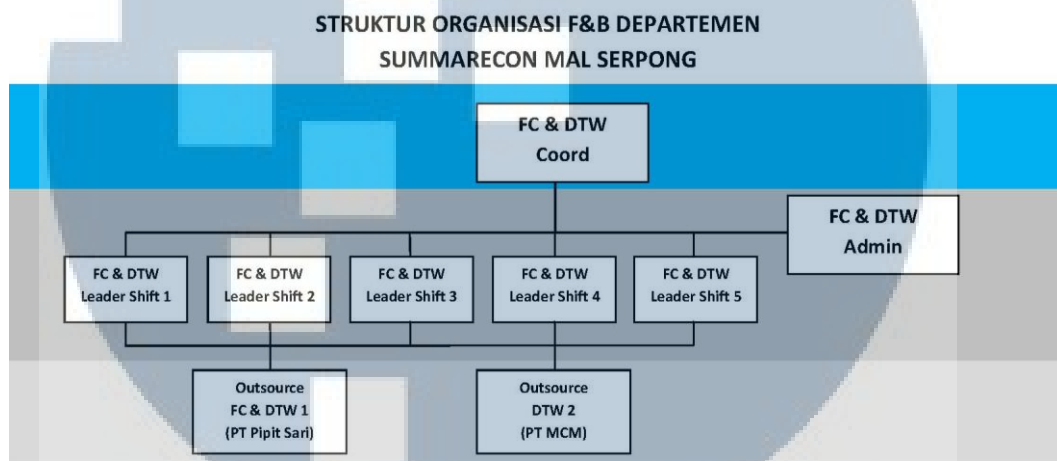 STRUKTUR ORGANISASI F&B DEPARTEMEN
SUMMARECON MAL SERPONG
FC & DTW
Coord
FC & DTW
Admin
FC & DTW
Leader Shift 1
FC & DTW
Leader Shift 2
FC & DTW
Leader Shift 3
FC & DTW
Leader Shift 4
FC & DTW
Leader Shift 5
Outsource
FC & DTW 1
(PT Pipit Sari)
Outsource
DTW 2
(PT MCM)